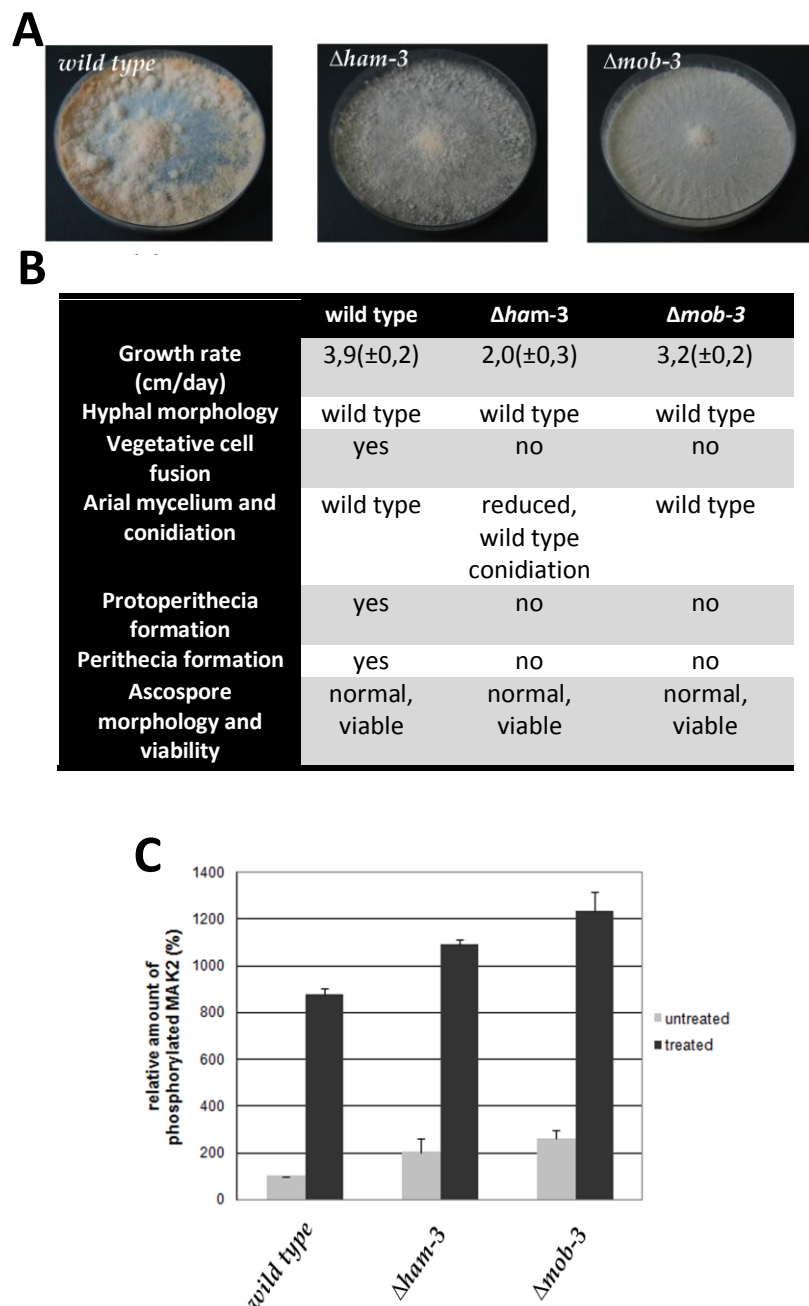 A
wild type
Δham-3
Δmob-3
B
wild type Δham-3 Δmob-3
Growth rate 3,9(±0,2) 2,0(±0,3) 3,2(±0,2)
(cm/day)
Hyphal morphology wild type wild type wild type
Vegetative cell yes no no
fusion
Arial mycelium and wild type reduced, wild type
conidiation wild type
conidiation
Protoperithecia yes no no
formation
Perithecia formation yes no no
Ascospore normal, normal, normal,
morphology and viable viable viable
viability
C
relative amount of
phosphorylated MAK2 (%)
1400
1200
1000
800
600
400
200
0
untreated
treated
wild type
Δham-3
Δmob-3